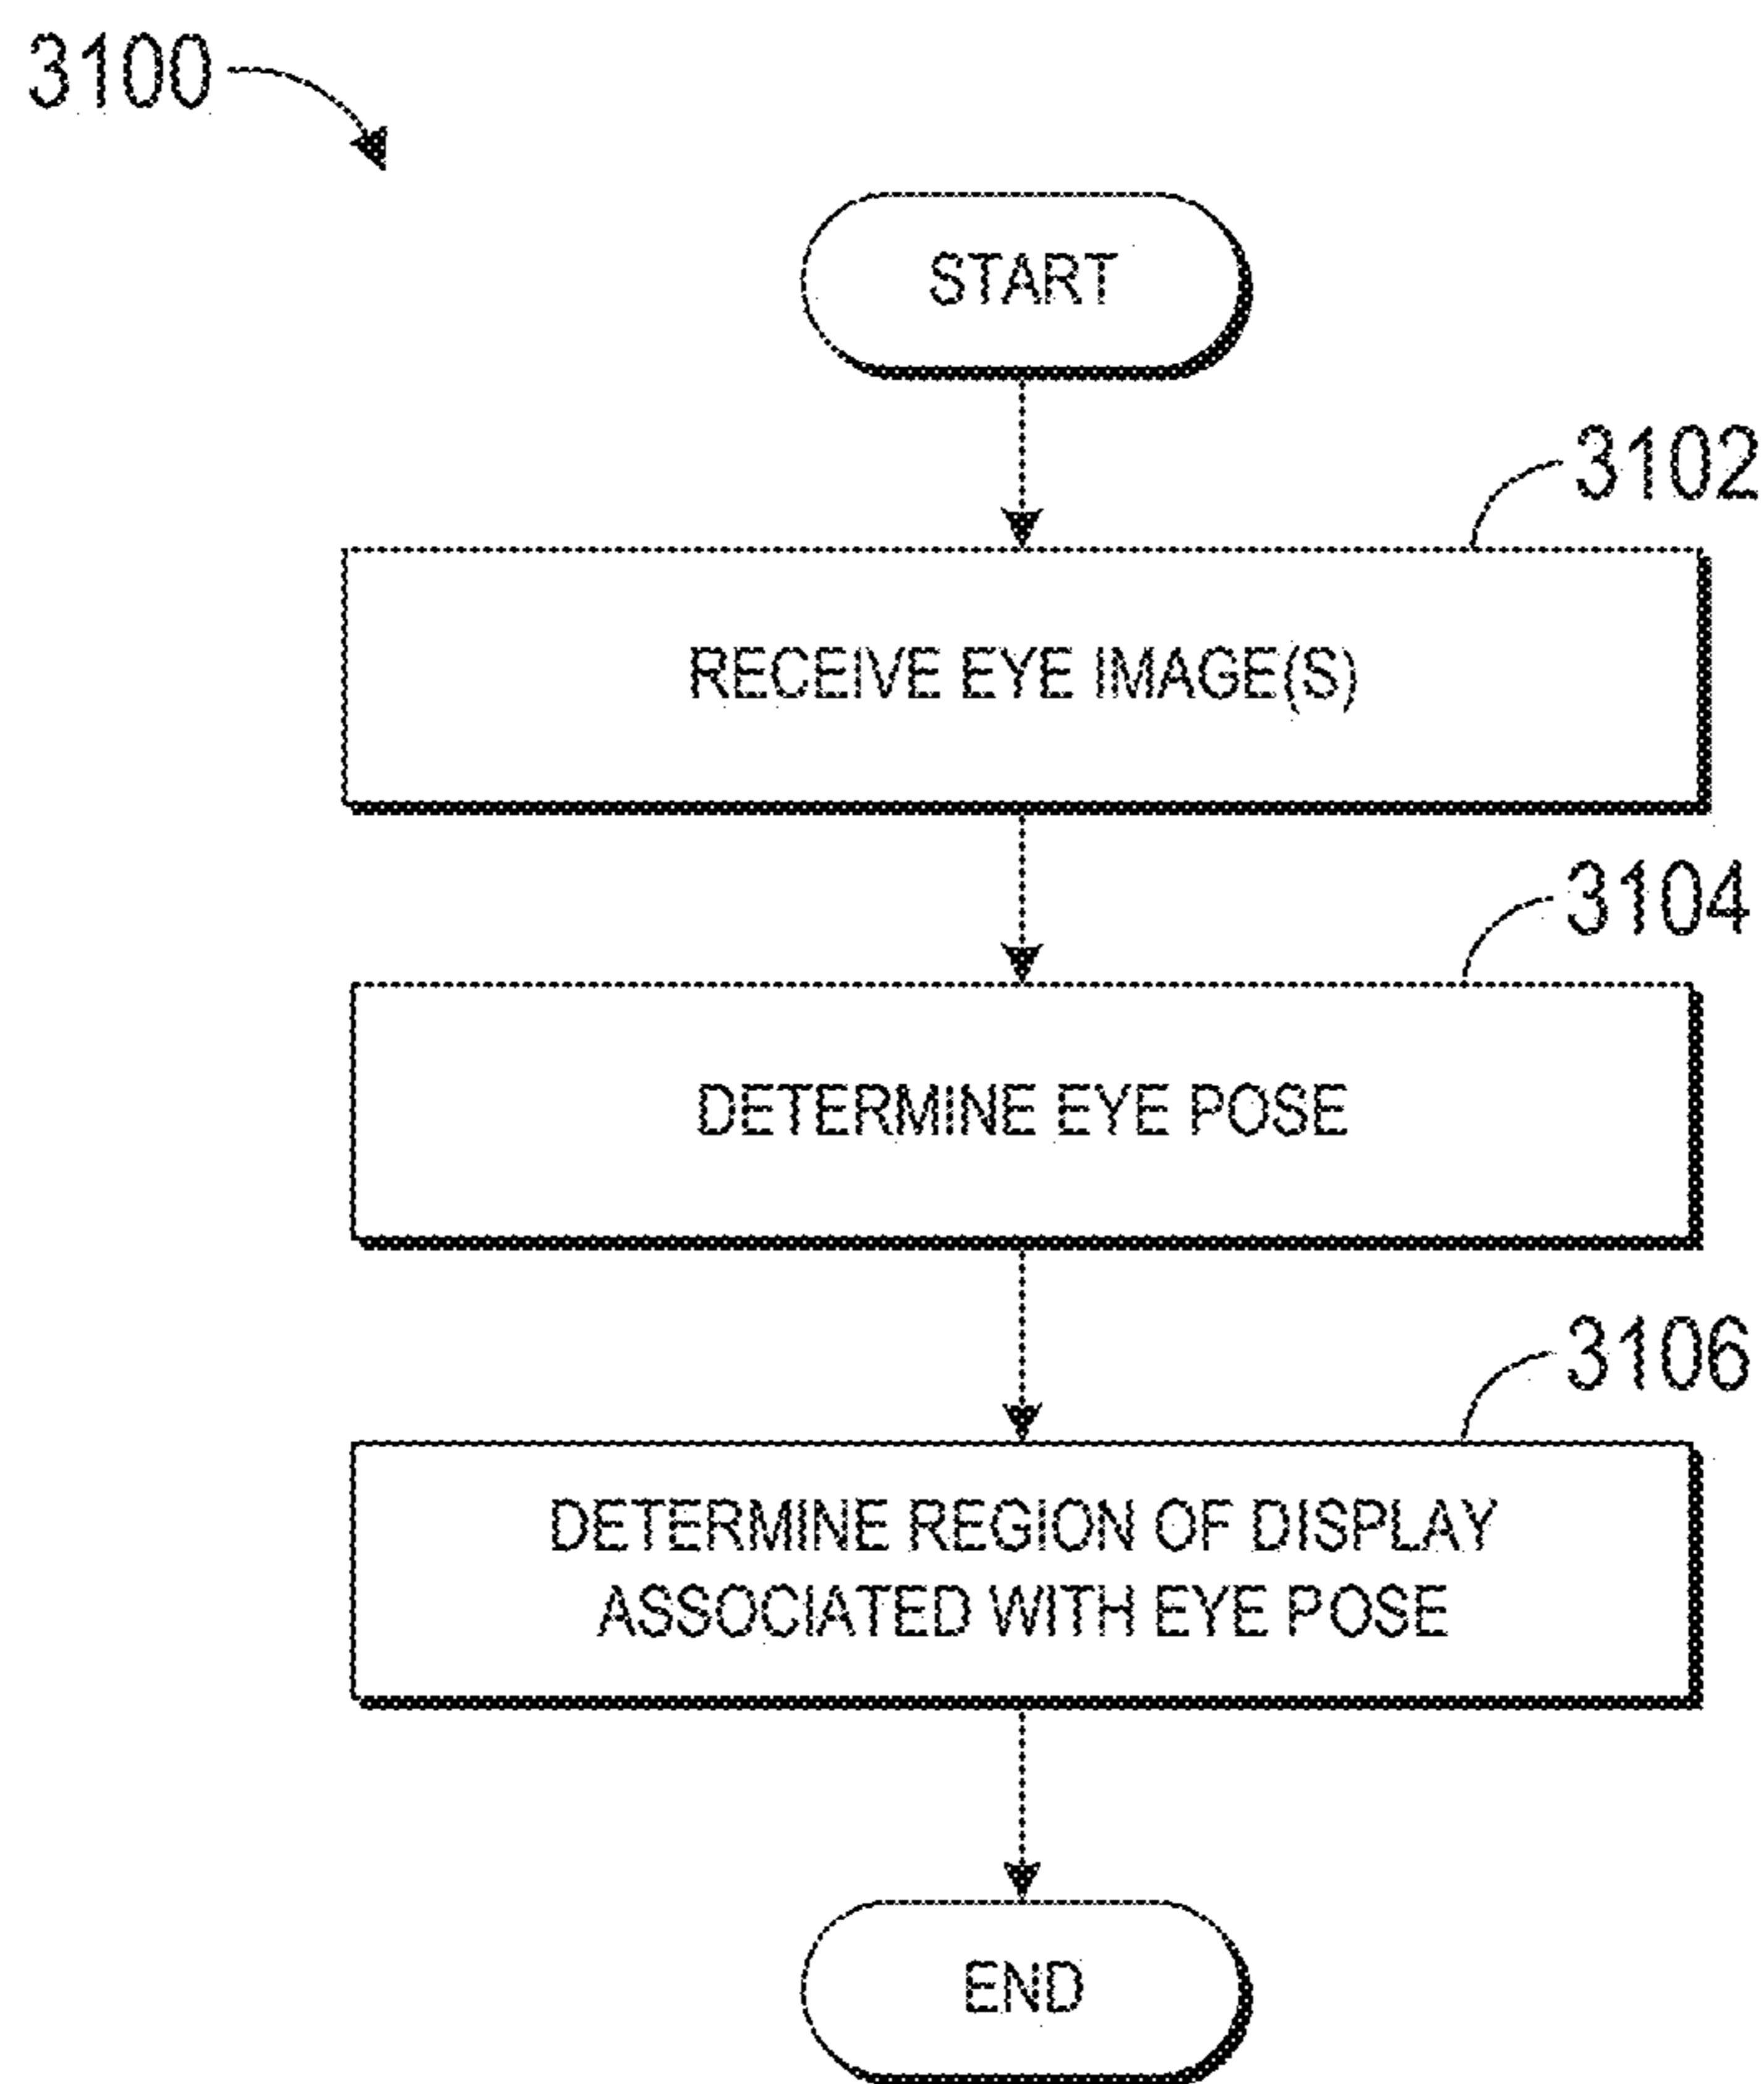 3100
START
3102
RECEIVE EYE IMAGE(S)
3104
DETERMINE EYE POSE
3106
DETERMINE REGION OF DISPLAY
ASSOCIATED WITH EYE POSE
END